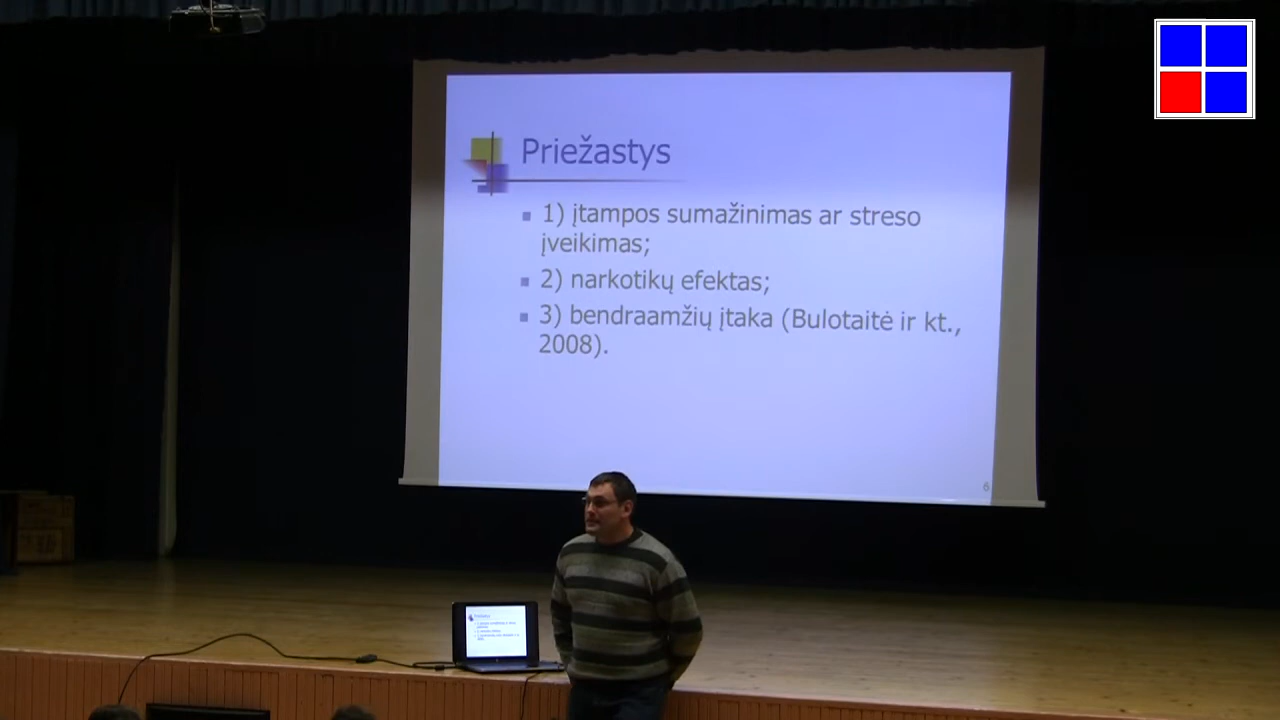 Priežastys
1) įtampos sumažinimas ar streso
įveikimas;
2) narkotikų efektas;
3) bendraamžių įtaka (Bulotaitė ir kt.,
2008).
6